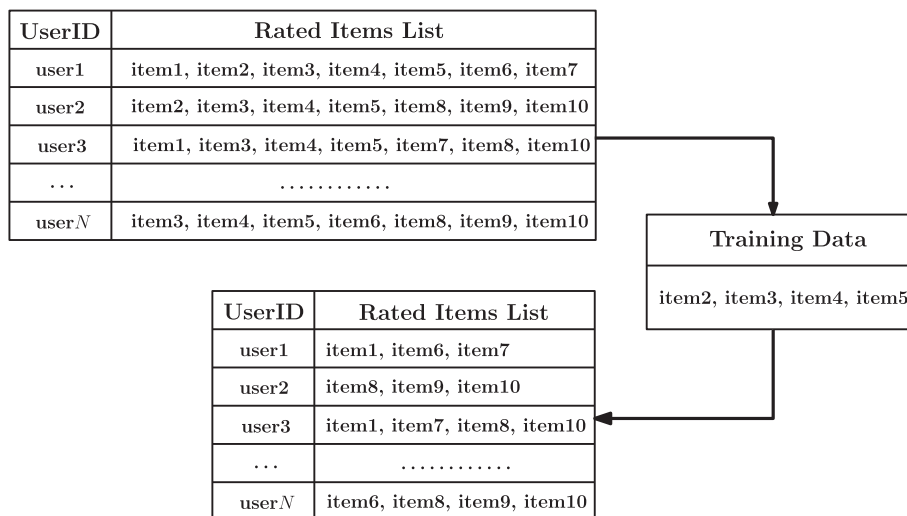 UserID Rated Items List
user1 item1, item2, item3, item4, item5, item6, item7
user2 item2, item3, item4, item5, item8, item9, item10
user3 item1, item3, item4, item5, item7, item8, item10
... ............
userN item3, item4, item5, item6, item8, item9, item10
Training Data
item2, item3, item4, item5
UserID Rated Items List
user1 item1, item6, item7
user2 item8, item9, item10
user3 item1, item7, item8, item10
... ............
userN item6, item8, item9, item10